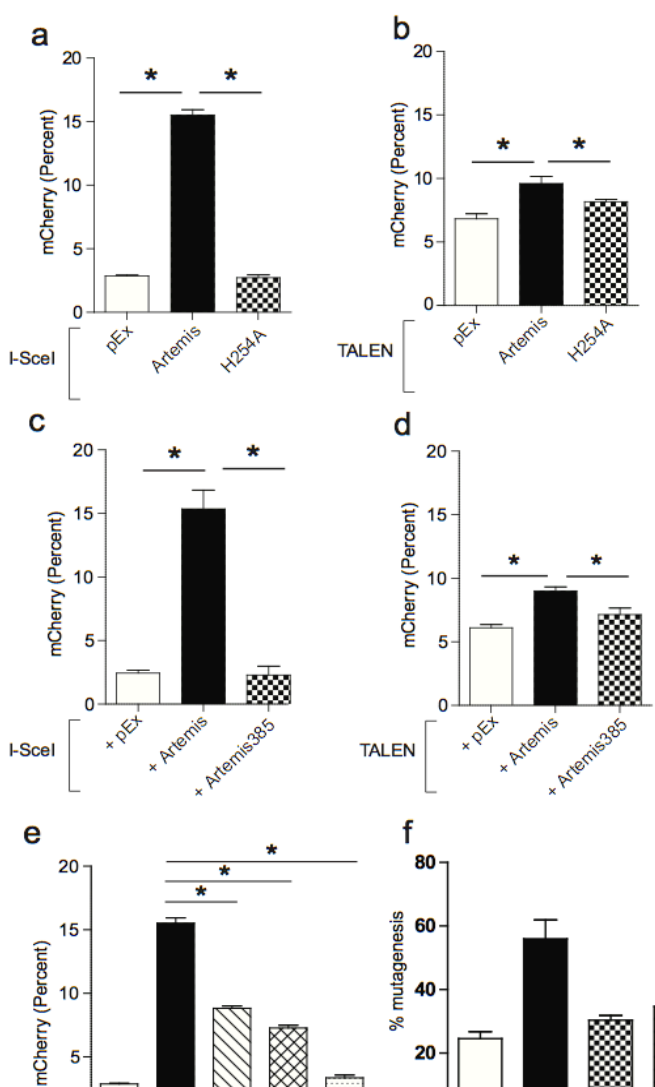 a
20
15
10
5
0
mCherry (Percent)
* *
I-SceI
pEx
Artemis
H254A
b
20
15
10
5
0
mCherry (Percent)
* *
TALEN
pEx
Artemis
H254A
c
20
15
10
5
0
mCherry (Percent)
* *
I-SceI
+ pEx
+ Artemis
+ Artemis385
d
20
15
10
5
0
mCherry (Percent)
* *
TALEN
+ pEx
+ Artemis
+ Artemis385
e
20
15
10
5
mCherry (Percent)
*
*
*
f
80
60
40
20
% mutagenesis